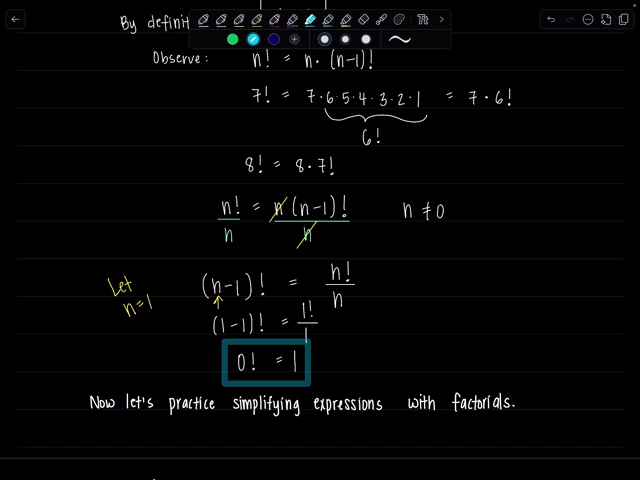 By definit
Observe: n! = n · (n-1)!
7! = 7 · 6 · 5 · 4 · 3 · 2 · 1 = 7 · 6!
6!
8! = 8 · 7!
n!/n = n (n-1)!/n n ≠ 0
Let n=1
(n-1)! = n!/n
(1-1)! = 1!/1
0! = 1
Now let's practice simplifying expressions with factorials.